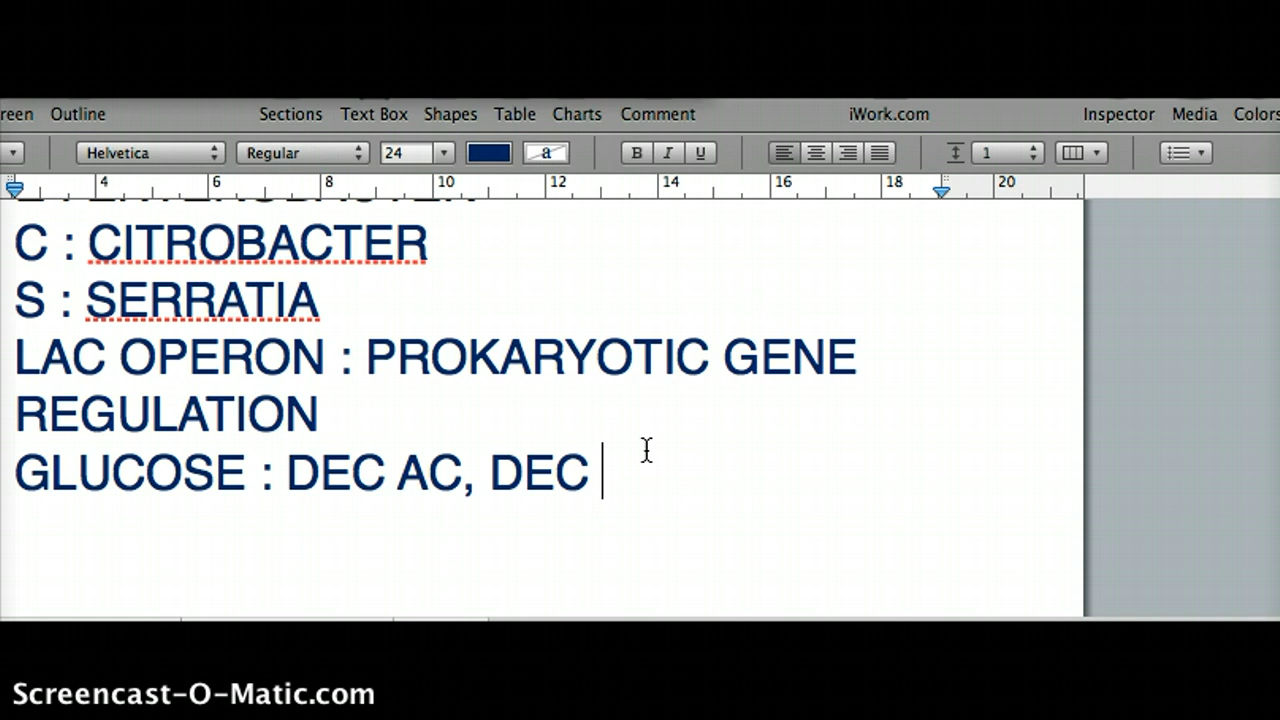 reen Outline Sections Text Box Shapes Table Charts Comment iWork.com Inspector Media Colors
Helvetica Regular 24 a B I U 1
4 6 8 10 12 14 16 18 20
C : CITROBACTER
S : SERRATIA
LAC OPERON : PROKARYOTIC GENE
REGULATION
GLUCOSE : DEC AC, DEC
Screencast-O-Matic.com